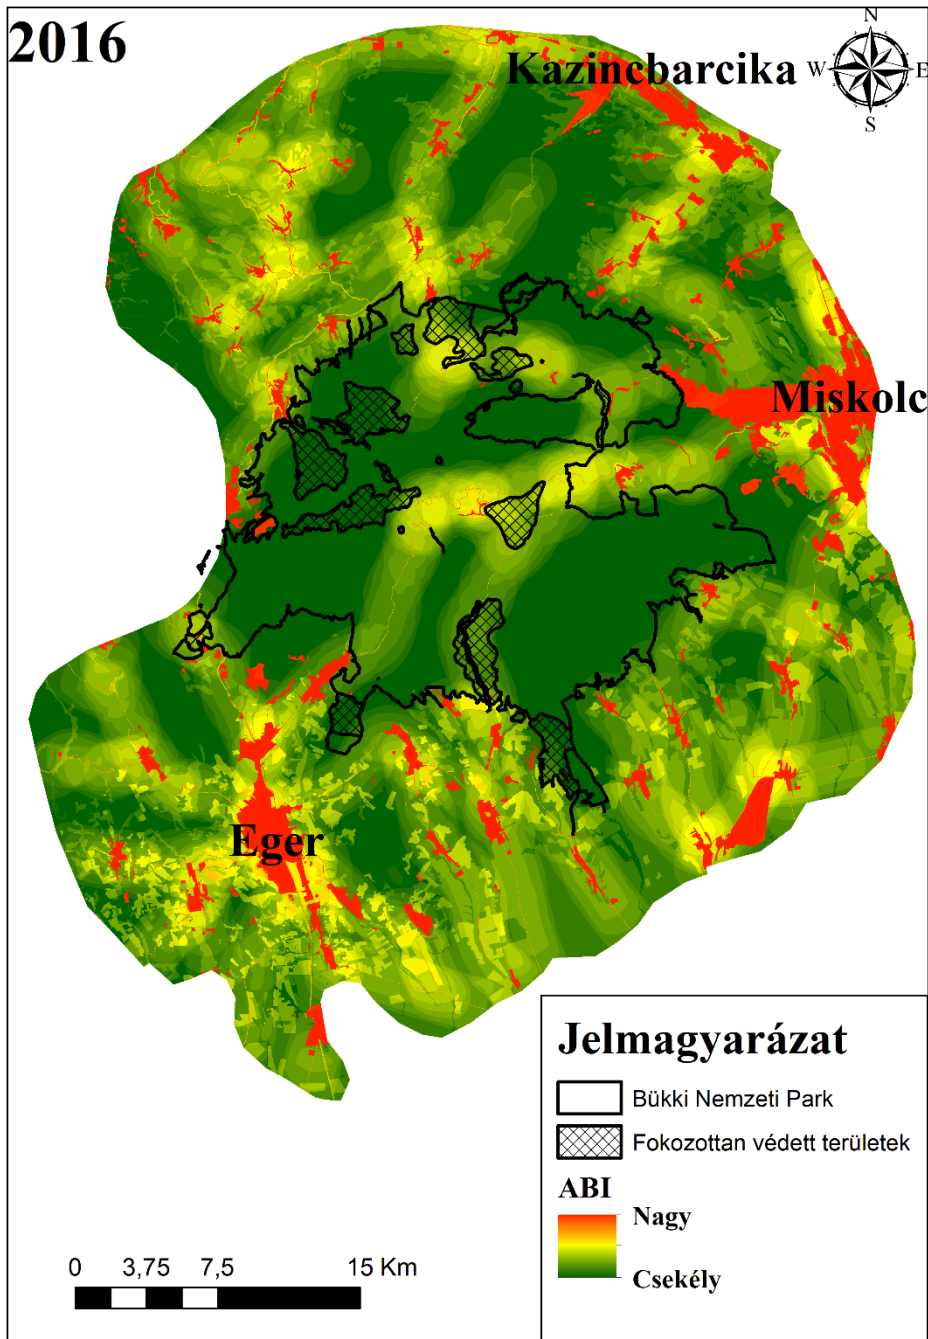 2016
N
W E
S
Kazincbarcika
Miskolc
Eger
Jelmagyarázat
Bükki Nemzeti Park
Fokozottan védett területek
ABI
Nagy
Csekély
0 3,75 7,5 15 Km